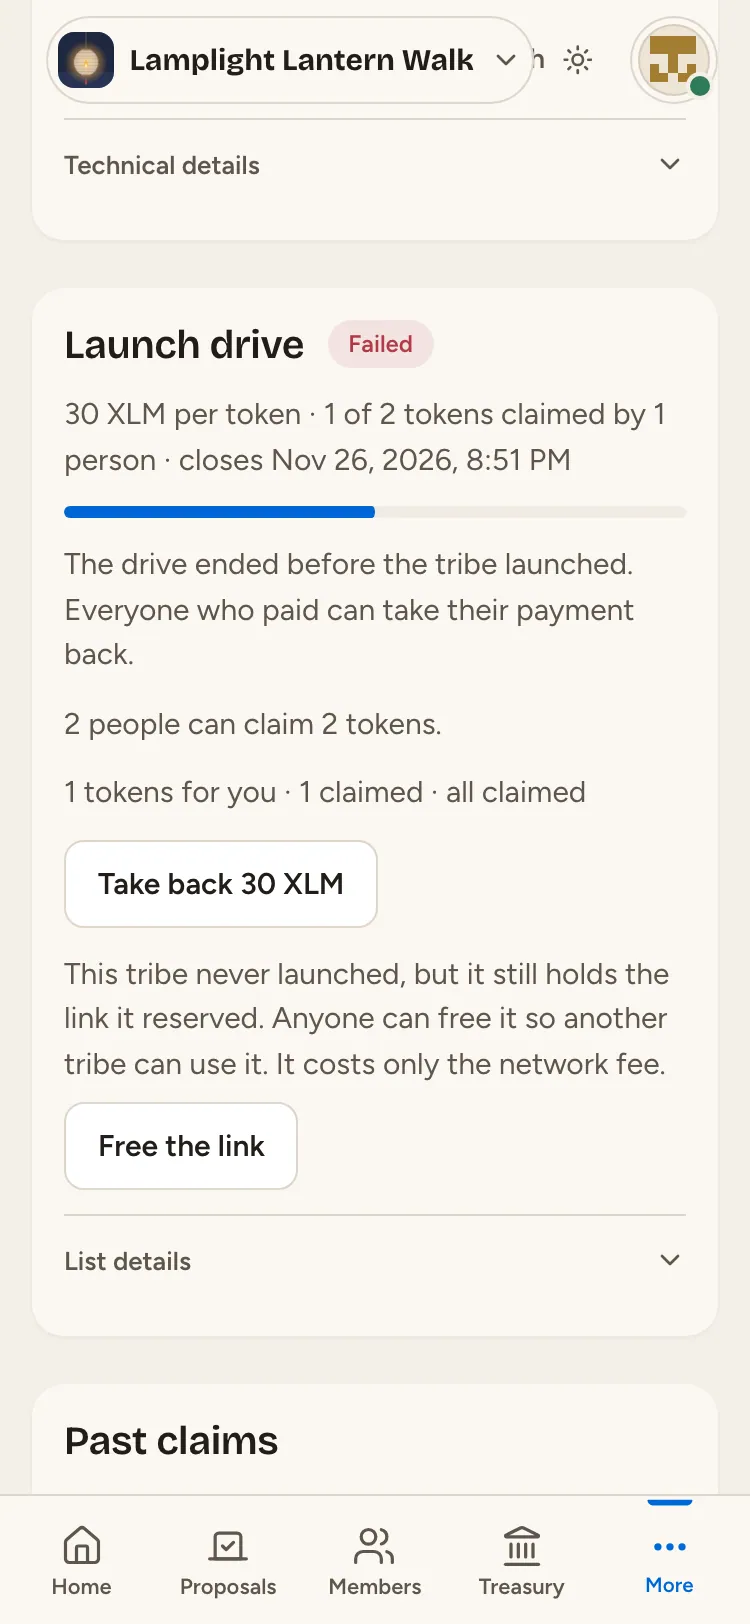 Lamplight Lantern Walk
Technical details
Launch drive
Failed
30 XLM per token · 1 of 2 tokens claimed by 1
person · closes Nov 26, 2026, 8:51 PM
The drive ended before the tribe launched.
Everyone who paid can take their payment
back.
2 people can claim 2 tokens.
1 tokens for you · 1 claimed · all claimed
Take back 30 XLM
This tribe never launched, but it still holds the
link it reserved. Anyone can free it so another
tribe can use it. It costs only the network fee.
Free the link
List details
Past claims
Home
Proposals
Members
Treasury
More